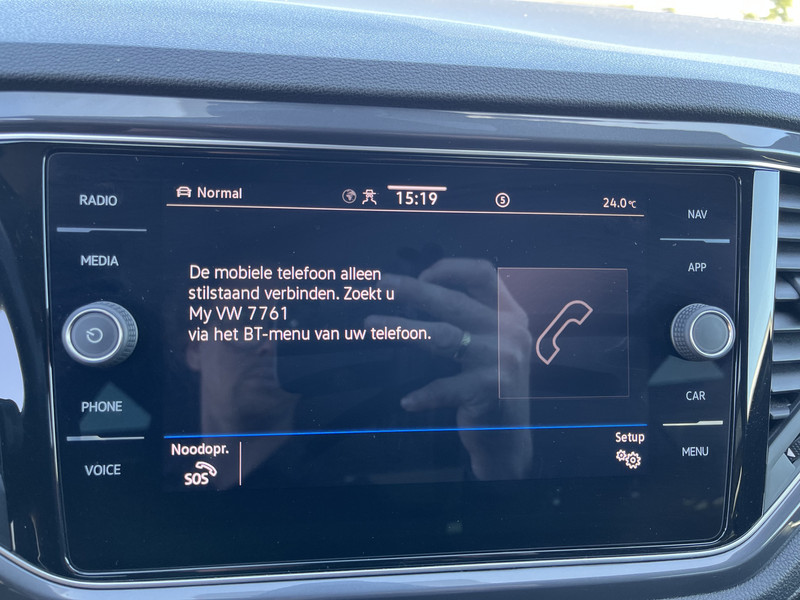 RADIO
Normal
15:19
5
24.0°C
NAV
MEDIA
APP
De mobiele telefoon alleen
stilstaand verbinden. Zoekt u
My VW 7761
via het BT-menu van uw telefoon.
PHONE
CAR
VOICE
Noodopr.
SOS
Setup
MENU